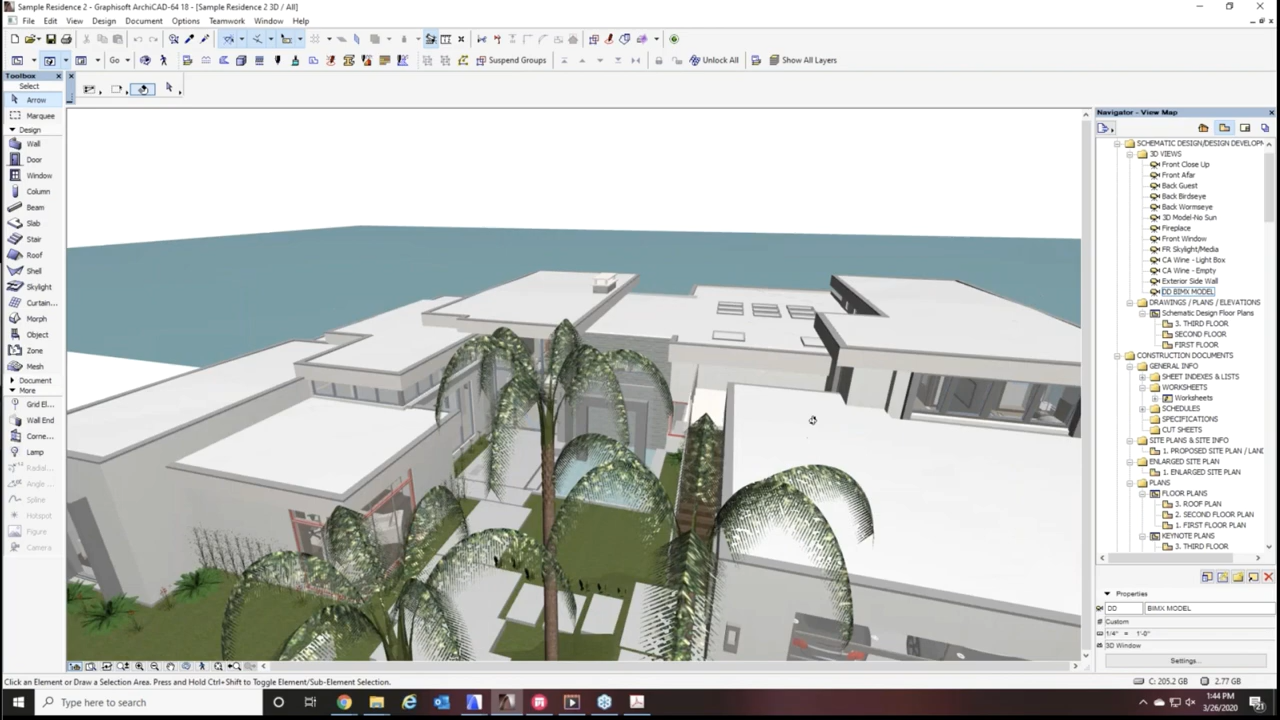 Sample Residence 2 - Graphisoft ArchiCAD-64 18 - [Sample Residence 2 3D / All]
File Edit View Design Document Options Teamwork Window Help
Go
Suspend Groups
Unlock All
Show All Layers
Toolbox
Select
Arrow
Marquee
Design
Wall
Door
Window
Column
Beam
Slab
Stair
Roof
Shell
Skylight
Curtain...
Morph
Object
Zone
Mesh
Document
More
Grid El...
Wall End
Corne...
Lamp
Radial...
Angle ...
Spline
Hotspot
Figure
Camera
Navigator - View Map
SCHEMATIC DESIGN/DESIGN DEVELOPM
3D VIEWS
Front Close Up
Front Afar
Back Guest
Back Birdseye
Back Wormseye
3D Model-No Sun
Fireplace
Front Window
FR Skylight/Media
CA Wine - Light Box
CA Wine - Empty
Exterior Side Wall
DD BIMX MODEL
DRAWINGS / PLANS / ELEVATIONS
Schematic Design Floor Plans
3. THIRD FLOOR
SECOND FLOOR
FIRST FLOOR
CONSTRUCTION DOCUMENTS
GENERAL INFO
SHEET INDEXES & LISTS
WORKSHEETS
Worksheets
SCHEDULES
SPECIFICATIONS
CUT SHEETS
SITE PLANS & SITE INFO
1. PROPOSED SITE PLAN / LAND
ENLARGED SITE PLAN
1. ENLARGED SITE PLAN
PLANS
FLOOR PLANS
3. ROOF PLAN
2. SECOND FLOOR PLAN
1. FIRST FLOOR PLAN
KEYNOTE PLANS
3. THIRD FLOOR
Properties
DD BIMX MODEL
Custom
1/4" = 1'-0"
3D Window
Settings...
Click an Element or Draw a Selection Area. Press and Hold Ctrl+Shift to Toggle Element/Sub-Element Selection.
C: 205.2 GB 2.77 GB
Type here to search
1:44 PM
3/26/2020
21